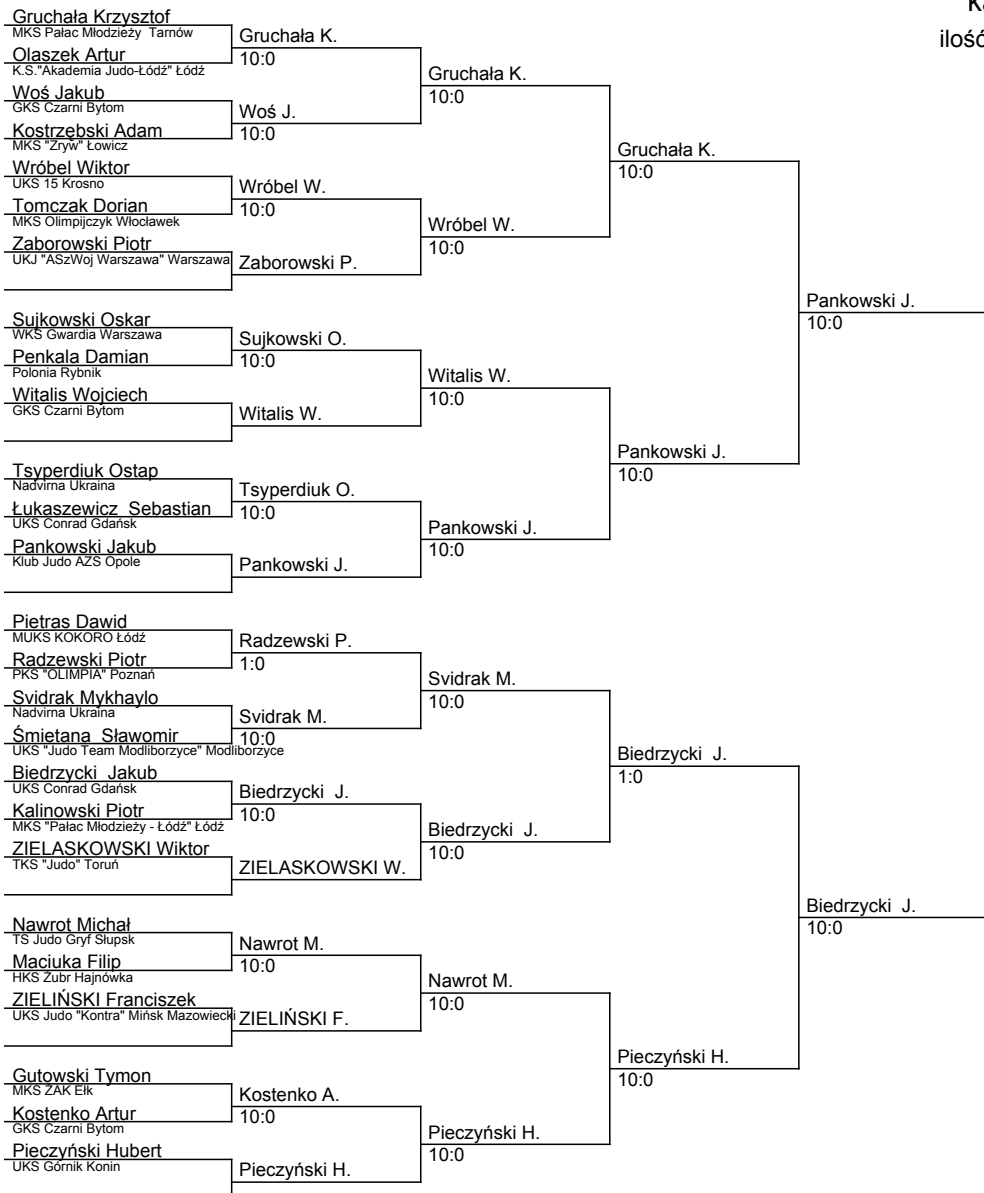 Gruchała Krzysztof
MKS Pałac Młodzieży Tarnów
Olaszek Artur
K.S."Akademia Judo-Łódź" Łódź
Woś Jakub
GKS Czarni Bytom
Kostrzębski Adam
MKS "Zryw" Łowicz
Wróbel Wiktor
UKS 15 Krosno
Tomczak Dorian
MKS Olimpijczyk Włocławek
Zaborowski Piotr
UKJ "ASzWoj Warszawa" Warszawa
Sujkowski Oskar
WKS Gwardia Warszawa
Penkala Damian
Polonia Rybnik
Witalis Wojciech
GKS Czarni Bytom
Tsyperdiuk Ostap
Nadvirna Ukraina
Łukaszewicz Sebastian
UKS Conrad Gdańsk
Pankowski Jakub
Klub Judo AZS Opole
Pietras Dawid
MUKS KOKORO Łódź
Radzewski Piotr
PKS "OLIMPIA" Poznań
Svidrak Mykhaylo
Nadvirna Ukraina
Śmietana Sławomir
UKS "Judo Team Modliborzyce" Modliborzyce
Biedrzycki Jakub
UKS Conrad Gdańsk
Kalinowski Piotr
MKS "Pałac Młodzieży - Łódź" Łódź
ZIELASKOWSKI Wiktor
TKS "Judo" Toruń
Nawrot Michał
TS Judo Gryf Słupsk
Maciuka Filip
HKS Żubr Hajnówka
ZIELIŃSKI Franciszek
UKS Judo "Kontra" Mińsk Mazowiecki
Gutowski Tymon
MKS ŻAK Ełk
Kostenko Artur
GKS Czarni Bytom
Pieczyński Hubert
UKS Górnik Konin
Gruchała K.
10:0
Woś J.
10:0
Wróbel W.
10:0
Zaborowski P.
Sujkowski O.
10:0
Witalis W.
Tsyperdiuk O.
10:0
Pankowski J.
Radzewski P.
1:0
Svidrak M.
10:0
Biedrzycki J.
10:0
ZIELASKOWSKI W.
Nawrot M.
10:0
ZIELIŃSKI F.
Kostenko A.
10:0
Pieczyński H.
Gruchała K.
10:0
Wróbel W.
10:0
Witalis W.
10:0
Pankowski J.
10:0
Svidrak M.
10:0
Biedrzycki J.
10:0
Nawrot M.
10:0
Pieczyński H.
10:0
Gruchała K.
10:0
Pankowski J.
10:0
Biedrzycki J.
1:0
Pieczyński H.
10:0
Pankowski J.
10:0
Biedrzycki J.
10:0
ilość